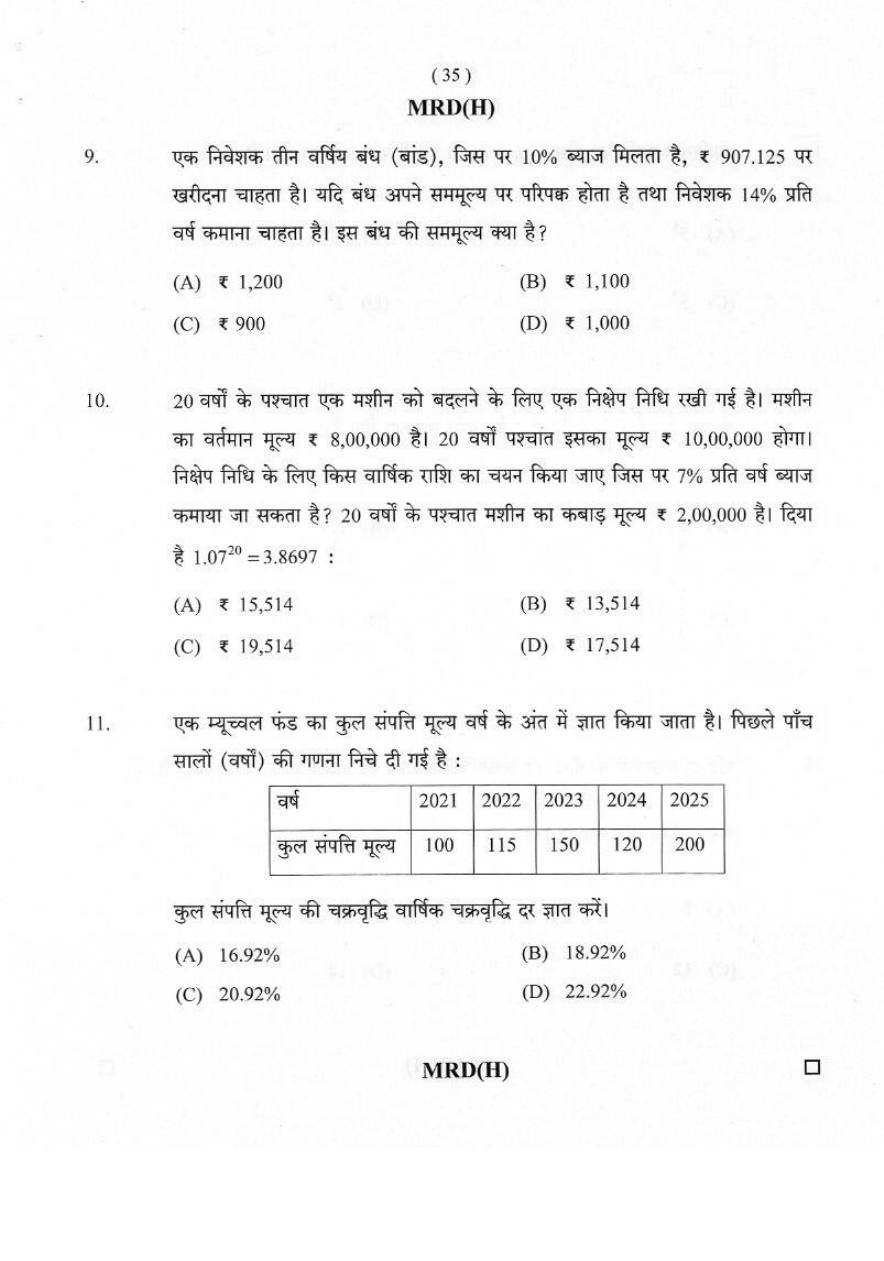 ( 35 )
MRD(H)
9. एक निवेशक तीन वर्षिय बंध (बांड), जिस पर 10% ब्याज मिलता है, ₹ 907.125 पर
खरीदना चाहता है। यदि बंध अपने सममूल्य पर परिपक्व होता है तथा निवेशक 14% प्रति
वर्ष कमाना चाहता है। इस बंध की सममूल्य क्या है?
(A) ₹ 1,200 (B) ₹ 1,100
(C) ₹ 900 (D) ₹ 1,000
10. 20 वर्षों के पश्चात एक मशीन को बदलने के लिए एक निक्षेप निधि रखी गई है। मशीन
का वर्तमान मूल्य ₹ 8,00,000 है। 20 वर्षों पश्चात इसका मूल्य ₹ 10,00,000 होगा।
निक्षेप निधि के लिए किस वार्षिक राशि का चयन किया जाए जिस पर 7% प्रति वर्ष ब्याज
कमाया जा सकता है? 20 वर्षों के पश्चात मशीन का कबाड़ मूल्य ₹ 2,00,000 है। दिया
है 1.07²⁰ = 3.8697 :
(A) ₹ 15,514 (B) ₹ 13,514
(C) ₹ 19,514 (D) ₹ 17,514
11. एक म्यूच्वल फंड का कुल संपत्ति मूल्य वर्ष के अंत में ज्ञात किया जाता है। पिछले पाँच
सालों (वर्षों) की गणना निचे दी गई है :
वर्ष 2021 2022 2023 2024 2025
कुल संपत्ति मूल्य 100 115 150 120 200
कुल संपत्ति मूल्य की चक्रवृद्धि वार्षिक चक्रवृद्धि दर ज्ञात करें।
(A) 16.92% (B) 18.92%
(C) 20.92% (D) 22.92%
MRD(H)